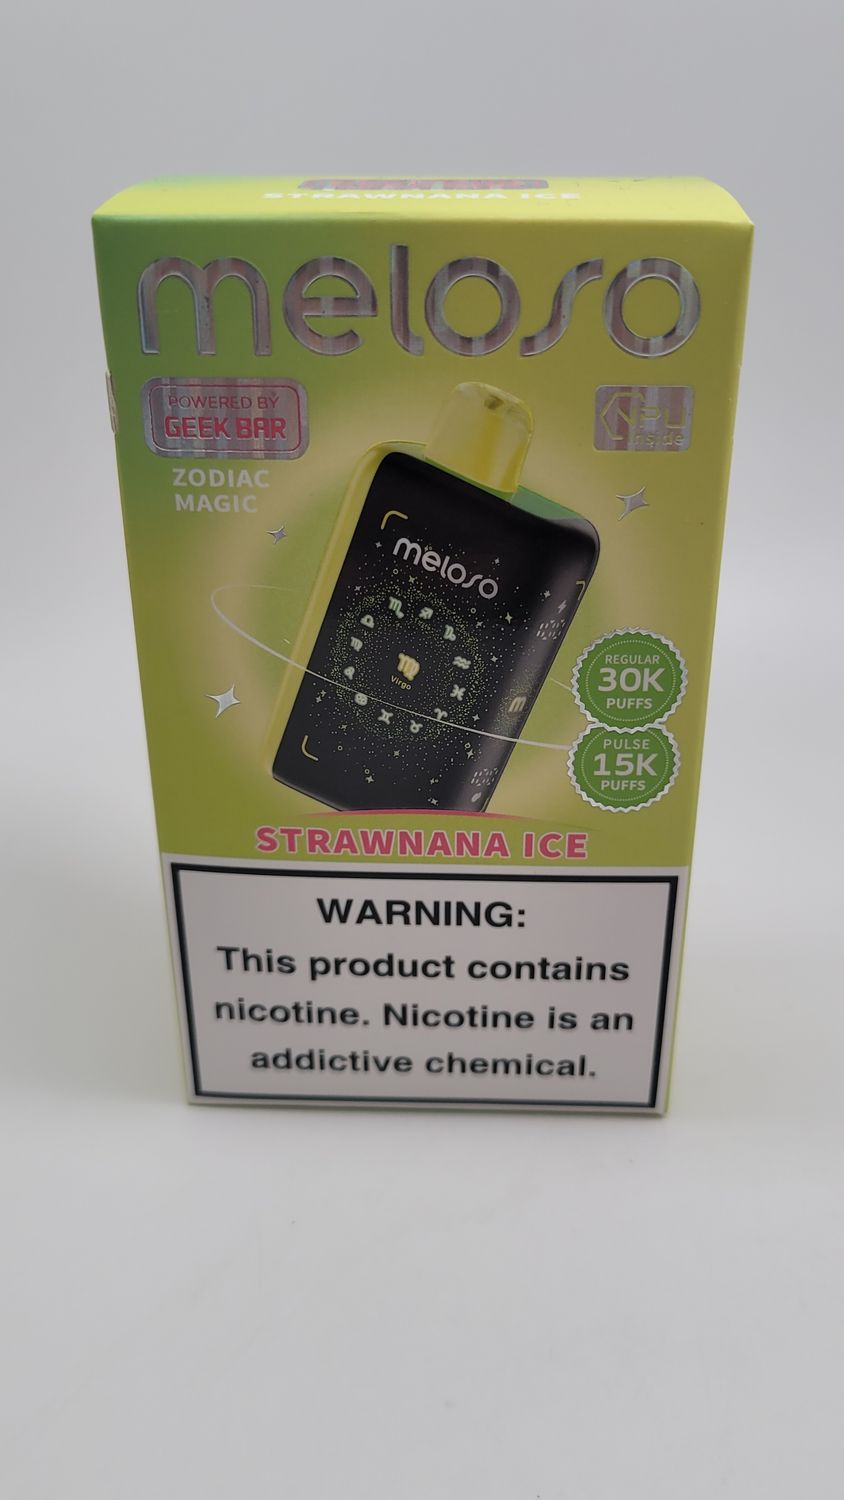 STRAWNANA ICE
meloso
POWERED BY
GEEK BAR
VPU
inside
ZODIAC
MAGIC
meloso
Virgo
REGULAR
30K
PUFFS
PULSE
15K
PUFFS
STRAWNANA ICE
WARNING:
This product contains
nicotine. Nicotine is an
addictive chemical.